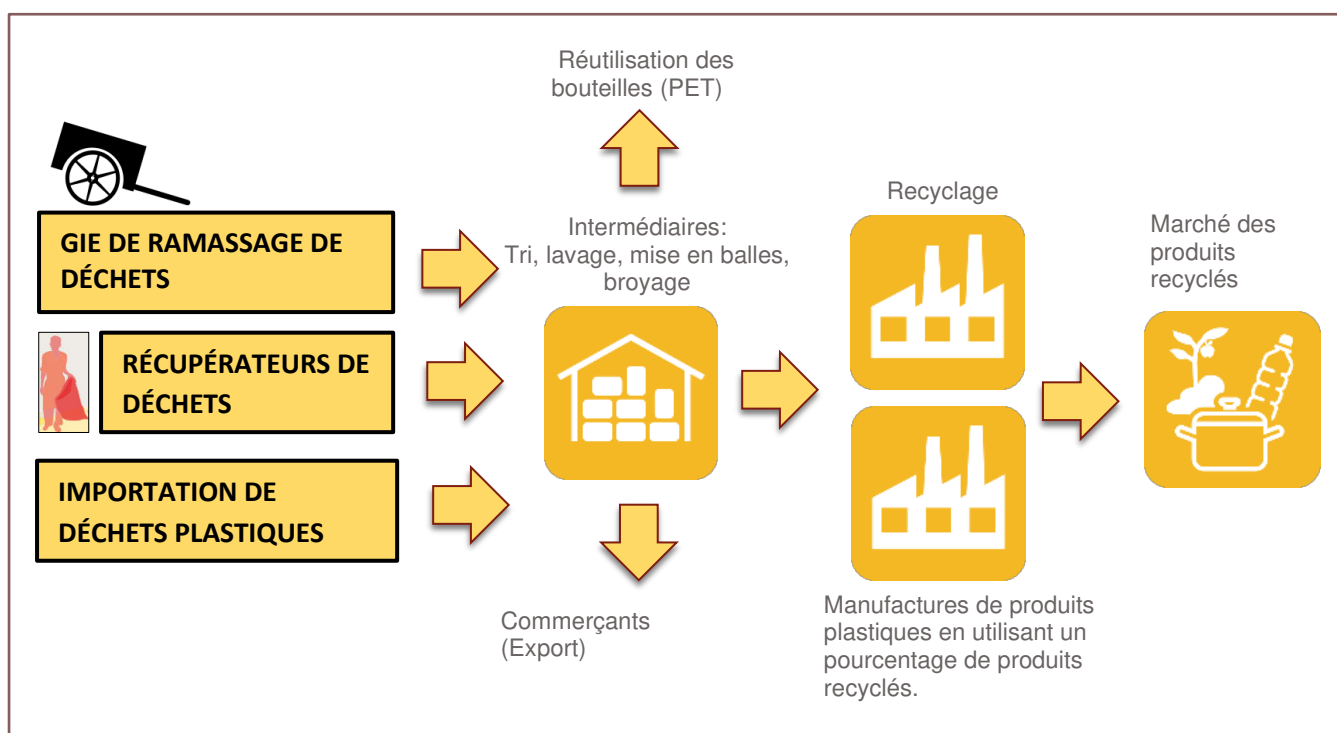 Réutilisation des
bouteilles (PET)
GIE DE RAMASSAGE DE
DÉCHETS
RÉCUPÉRATEURS DE
DÉCHETS
IMPORTATION DE
DÉCHETS PLASTIQUES
Intermédiaires:
Tri, lavage, mise en balles,
broyage
Commerçants
(Export)
Recyclage
Manufactures de produits
plastiques en utilisant un
pourcentage de produits
recyclés.
Marché des
produits
recyclés